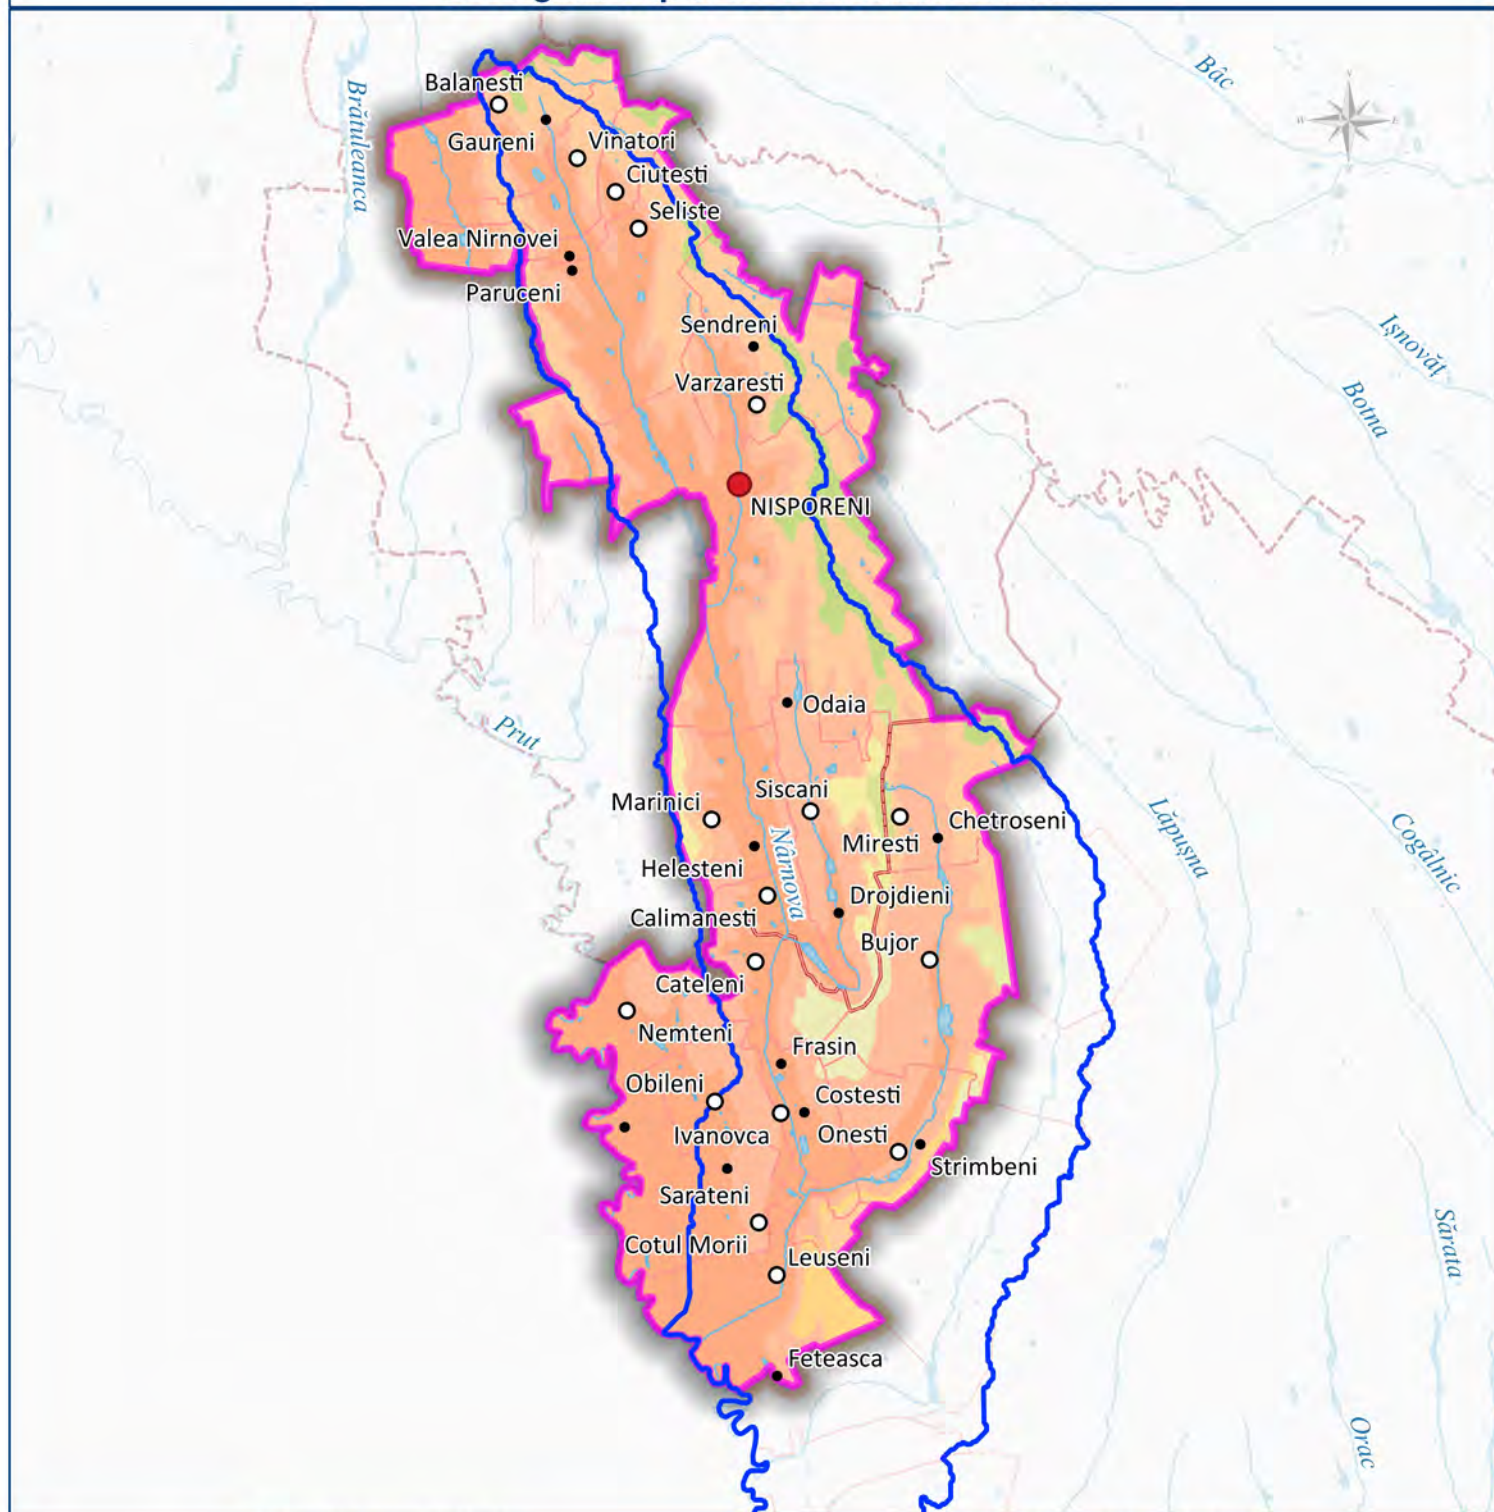 Bâc
Balanesti
Brătuleanca
Gaureni
Vinatori
Ciutesti
Seliste
Valea Nirnovei
Paruceni
Sendreni
Işnovăţ
Varzaresti
Botna
NISPORENI
Odaia
Prut
Siscani
Marinici
Chetroseni
Miresti
Lăpuşna
Cogâlnic
Helesteni
Nârnova
Drojdieni
Calimanesti
Bujor
Cateleni
Nemteni
Frasin
Obileni
Costesti
Ivanovca
Onesti
Strimbeni
Sarateni
Sărata
Cotul Morii
Leuseni
Feteasca
Orac